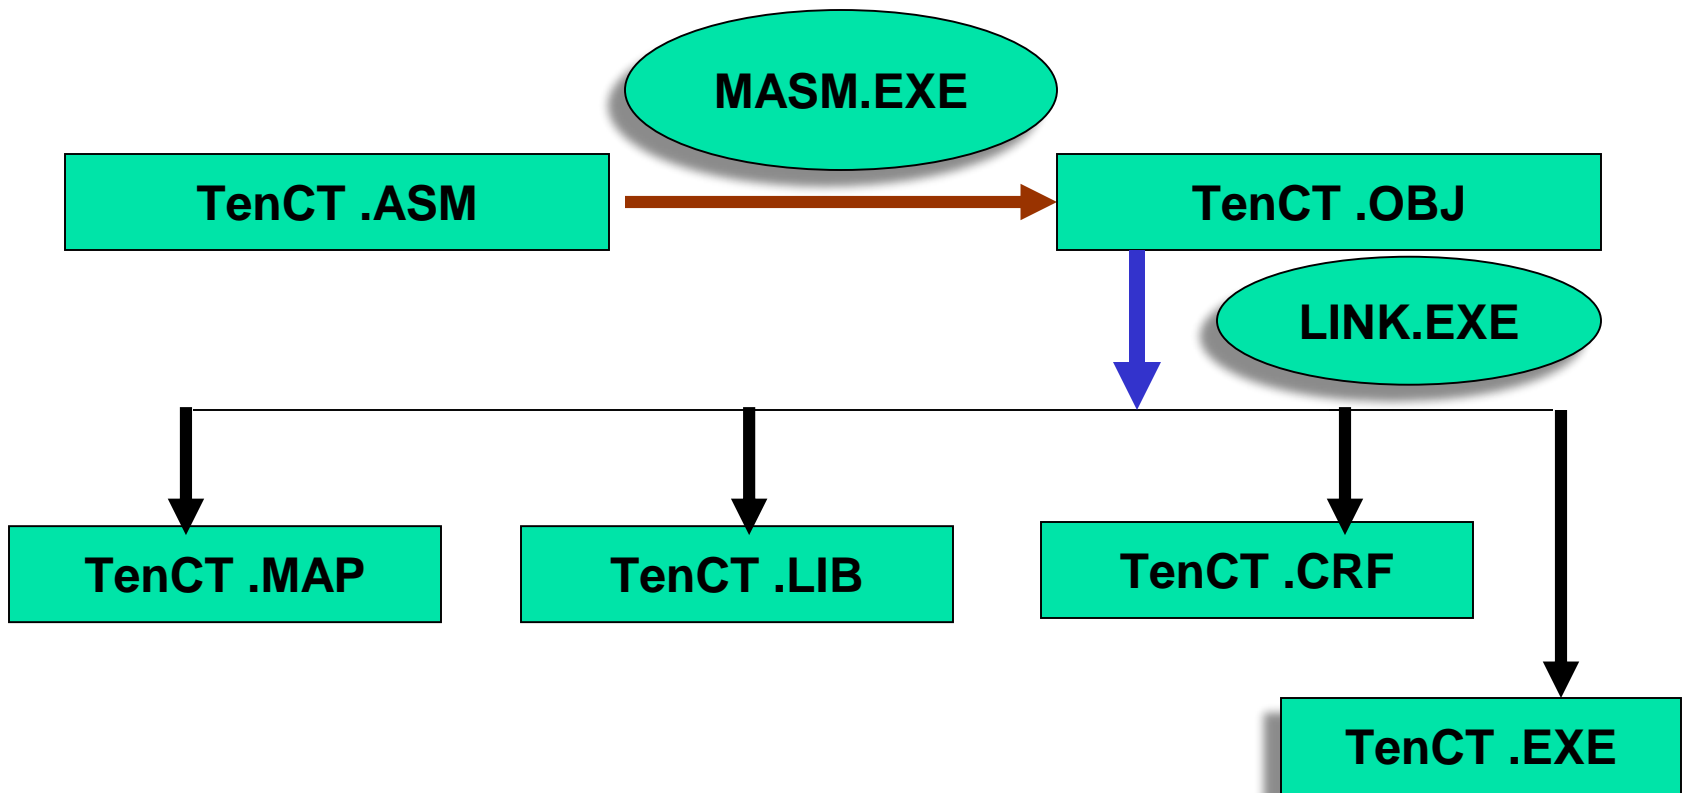 MASM.EXE
TenCT .ASM
TenCT .OBJ
LINK.EXE
TenCT .MAP
TenCT .LIB
TenCT .CRF
TenCT .EXE